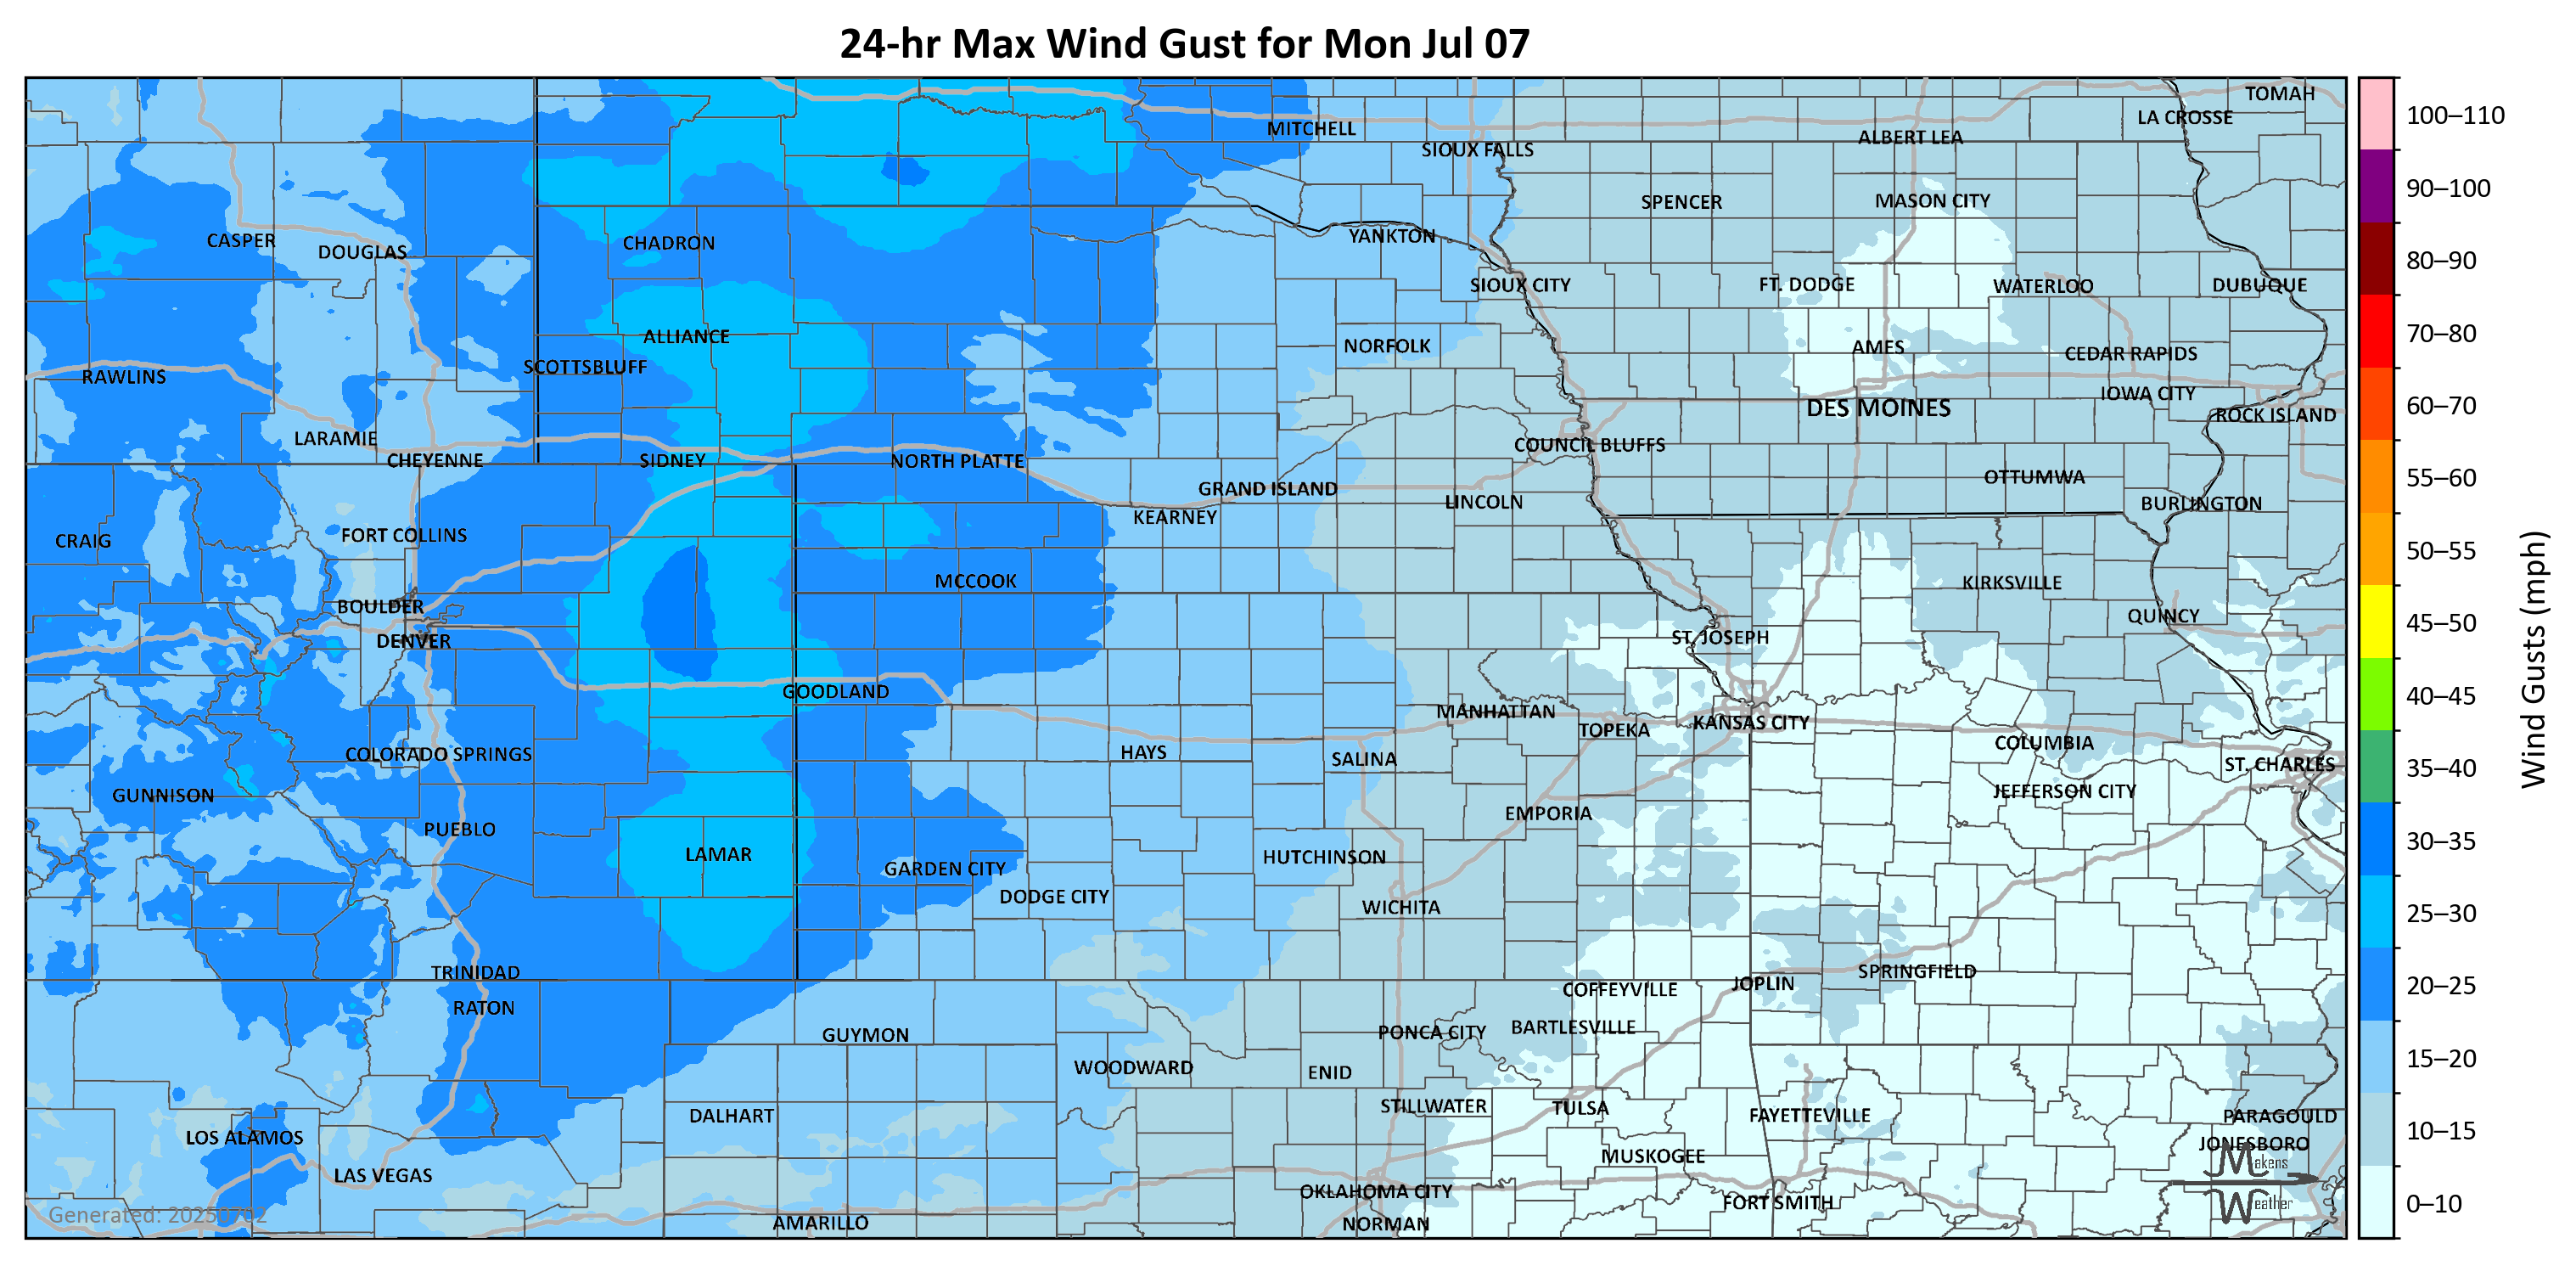 24-hr Max Wind Gust for Mon Jul 07
TOMAH
LA CROSSE
MITCHELL
ALBERT LEA
SIOUX FALLS
SPENCER
MASON CITY
CASPER
DOUGLAS
CHADRON
YANKTON
SIOUX CITY
FT. DODGE
WATERLOO
DUBUQUE
ALLIANCE
NORFOLK
AMES
CEDAR RAPIDS
SCOTTSBLUFF
RAWLINS
IOWA CITY
DES MOINES
ROCK ISLAND
LARAMIE
COUNCIL BLUFFS
CHEYENNE
SIDNEY
NORTH PLATTE
OTTUMWA
GRAND ISLAND
LINCOLN
BURLINGTON
KEARNEY
FORT COLLINS
CRAIG
MCCOOK
KIRKSVILLE
BOULDER
QUINCY
DENVER
ST. JOSEPH
GOODLAND
MANHATTAN
TOPEKA
KANSAS CITY
COLUMBIA
COLORADO SPRINGS
HAYS
SALINA
ST. CHARLES
GUNNISON
JEFFERSON CITY
EMPORIA
PUEBLO
LAMAR
HUTCHINSON
GARDEN CITY
DODGE CITY
WICHITA
TRINIDAD
SPRINGFIELD
JOPLIN
COFFEYVILLE
RATON
GUYMON
PONCA CITY
BARTLESVILLE
WOODWARD
ENID
STILLWATER
TULSA
DALHART
FAYETTEVILLE
PARAGOULD
LOS ALAMOS
JONESBORO
MUSKOGEE
LAS VEGAS
OKLAHOMA CITY
FORT SMITH
AMARILLO
NORMAN
Generated: 20250702
Makens
Weather
100–110
90–100
80–90
70–80
60–70
55–60
50–55
45–50
40–45
35–40
30–35
25–30
20–25
15–20
10–15
0–10
Wind Gusts (mph)